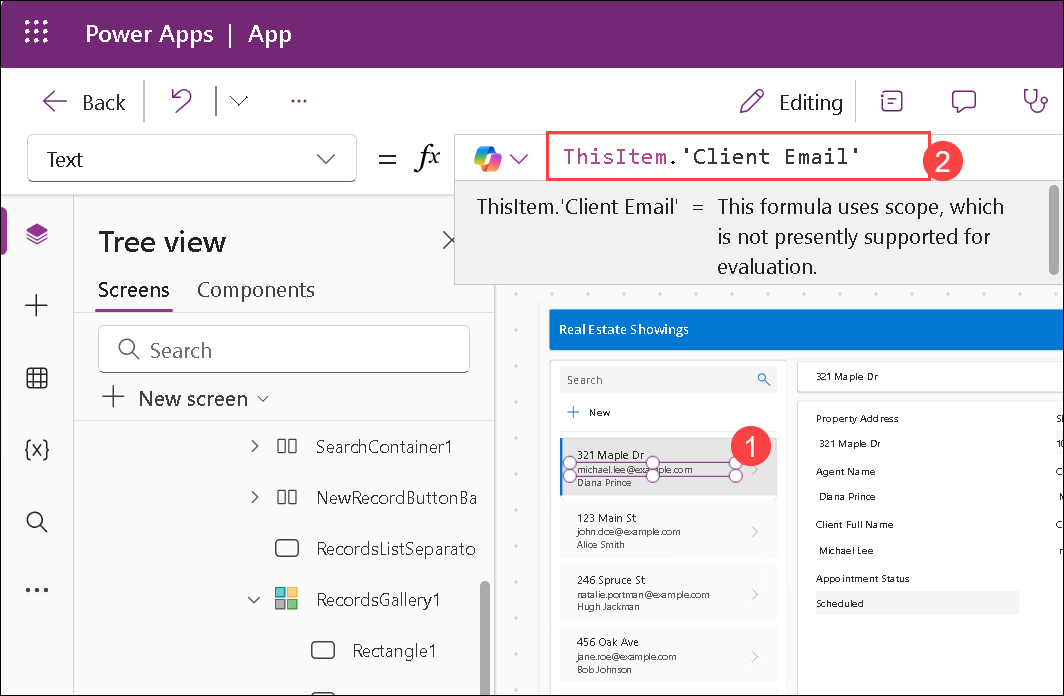 Power Apps | App
Back
Editing
Text
= fx
ThisItem.'Client Email'
2
ThisItem.'Client Email' = This formula uses scope, which
is not presently supported for
evaluation.
Tree view
Screens
Components
Search
New screen
SearchContainer1
NewRecordButtonBa
RecordsListSeparato
RecordsGallery1
Rectangle1
Real Estate Showings
Search
New
1
321 Maple Dr
michael.lee@example.com
Diana Prince
123 Main St
john.doe@example.com
Alice Smith
246 Spruce St
natalie.portman@example.com
Hugh Jackman
456 Oak Ave
jane.roe@example.com
Bob Johnson
321 Maple Dr
Property Address
321 Maple Dr
Agent Name
Diana Prince
Client Full Name
Michael Lee
Appointment Status
Scheduled